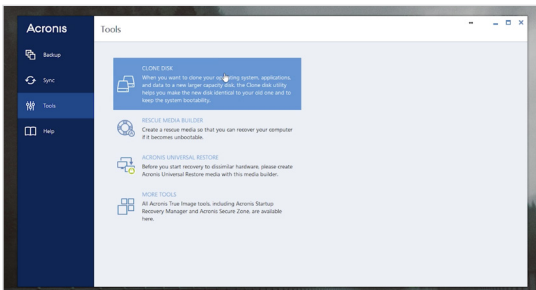 Acronis
Tools
Backup
Sync
Tools
Help
CLONE DISK
When you want to clone your operating system, applications,
and data to a new larger capacity disk, the Clone disk utility
helps you make the new disk identical to your old one and to
keep the system bootability.
RESCUE MEDIA BUILDER
Create a rescue media so that you can recover your computer
if it becomes unbootable.
ACRONIS UNIVERSAL RESTORE
Before you start recovery to dissimilar hardware, please create
Acronis Universal Restore media with this media builder.
MORE TOOLS
All Acronis True Image tools, including Acronis Startup
Recovery Manager and Acronis Secure Zone, are available
here.